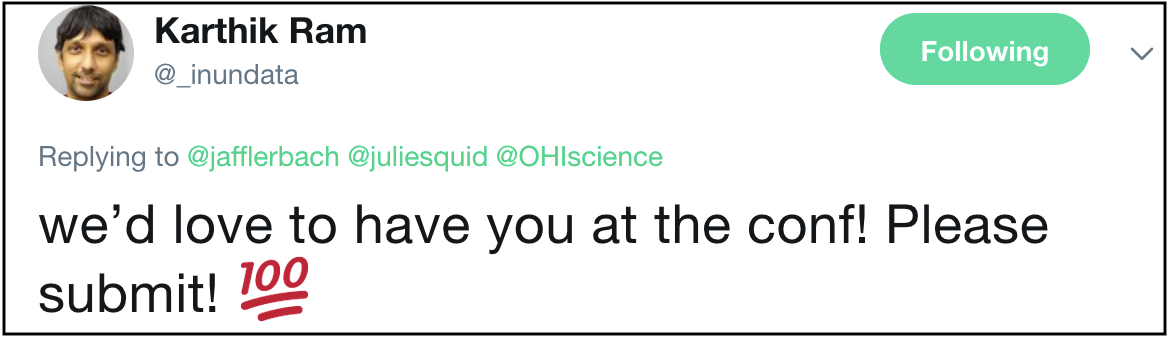 Karthik Ram
@_inundata
Following
Replying to @jafflerbach @juliesquid @OHIscience
we’d love to have you at the conf! Please
submit! 💯